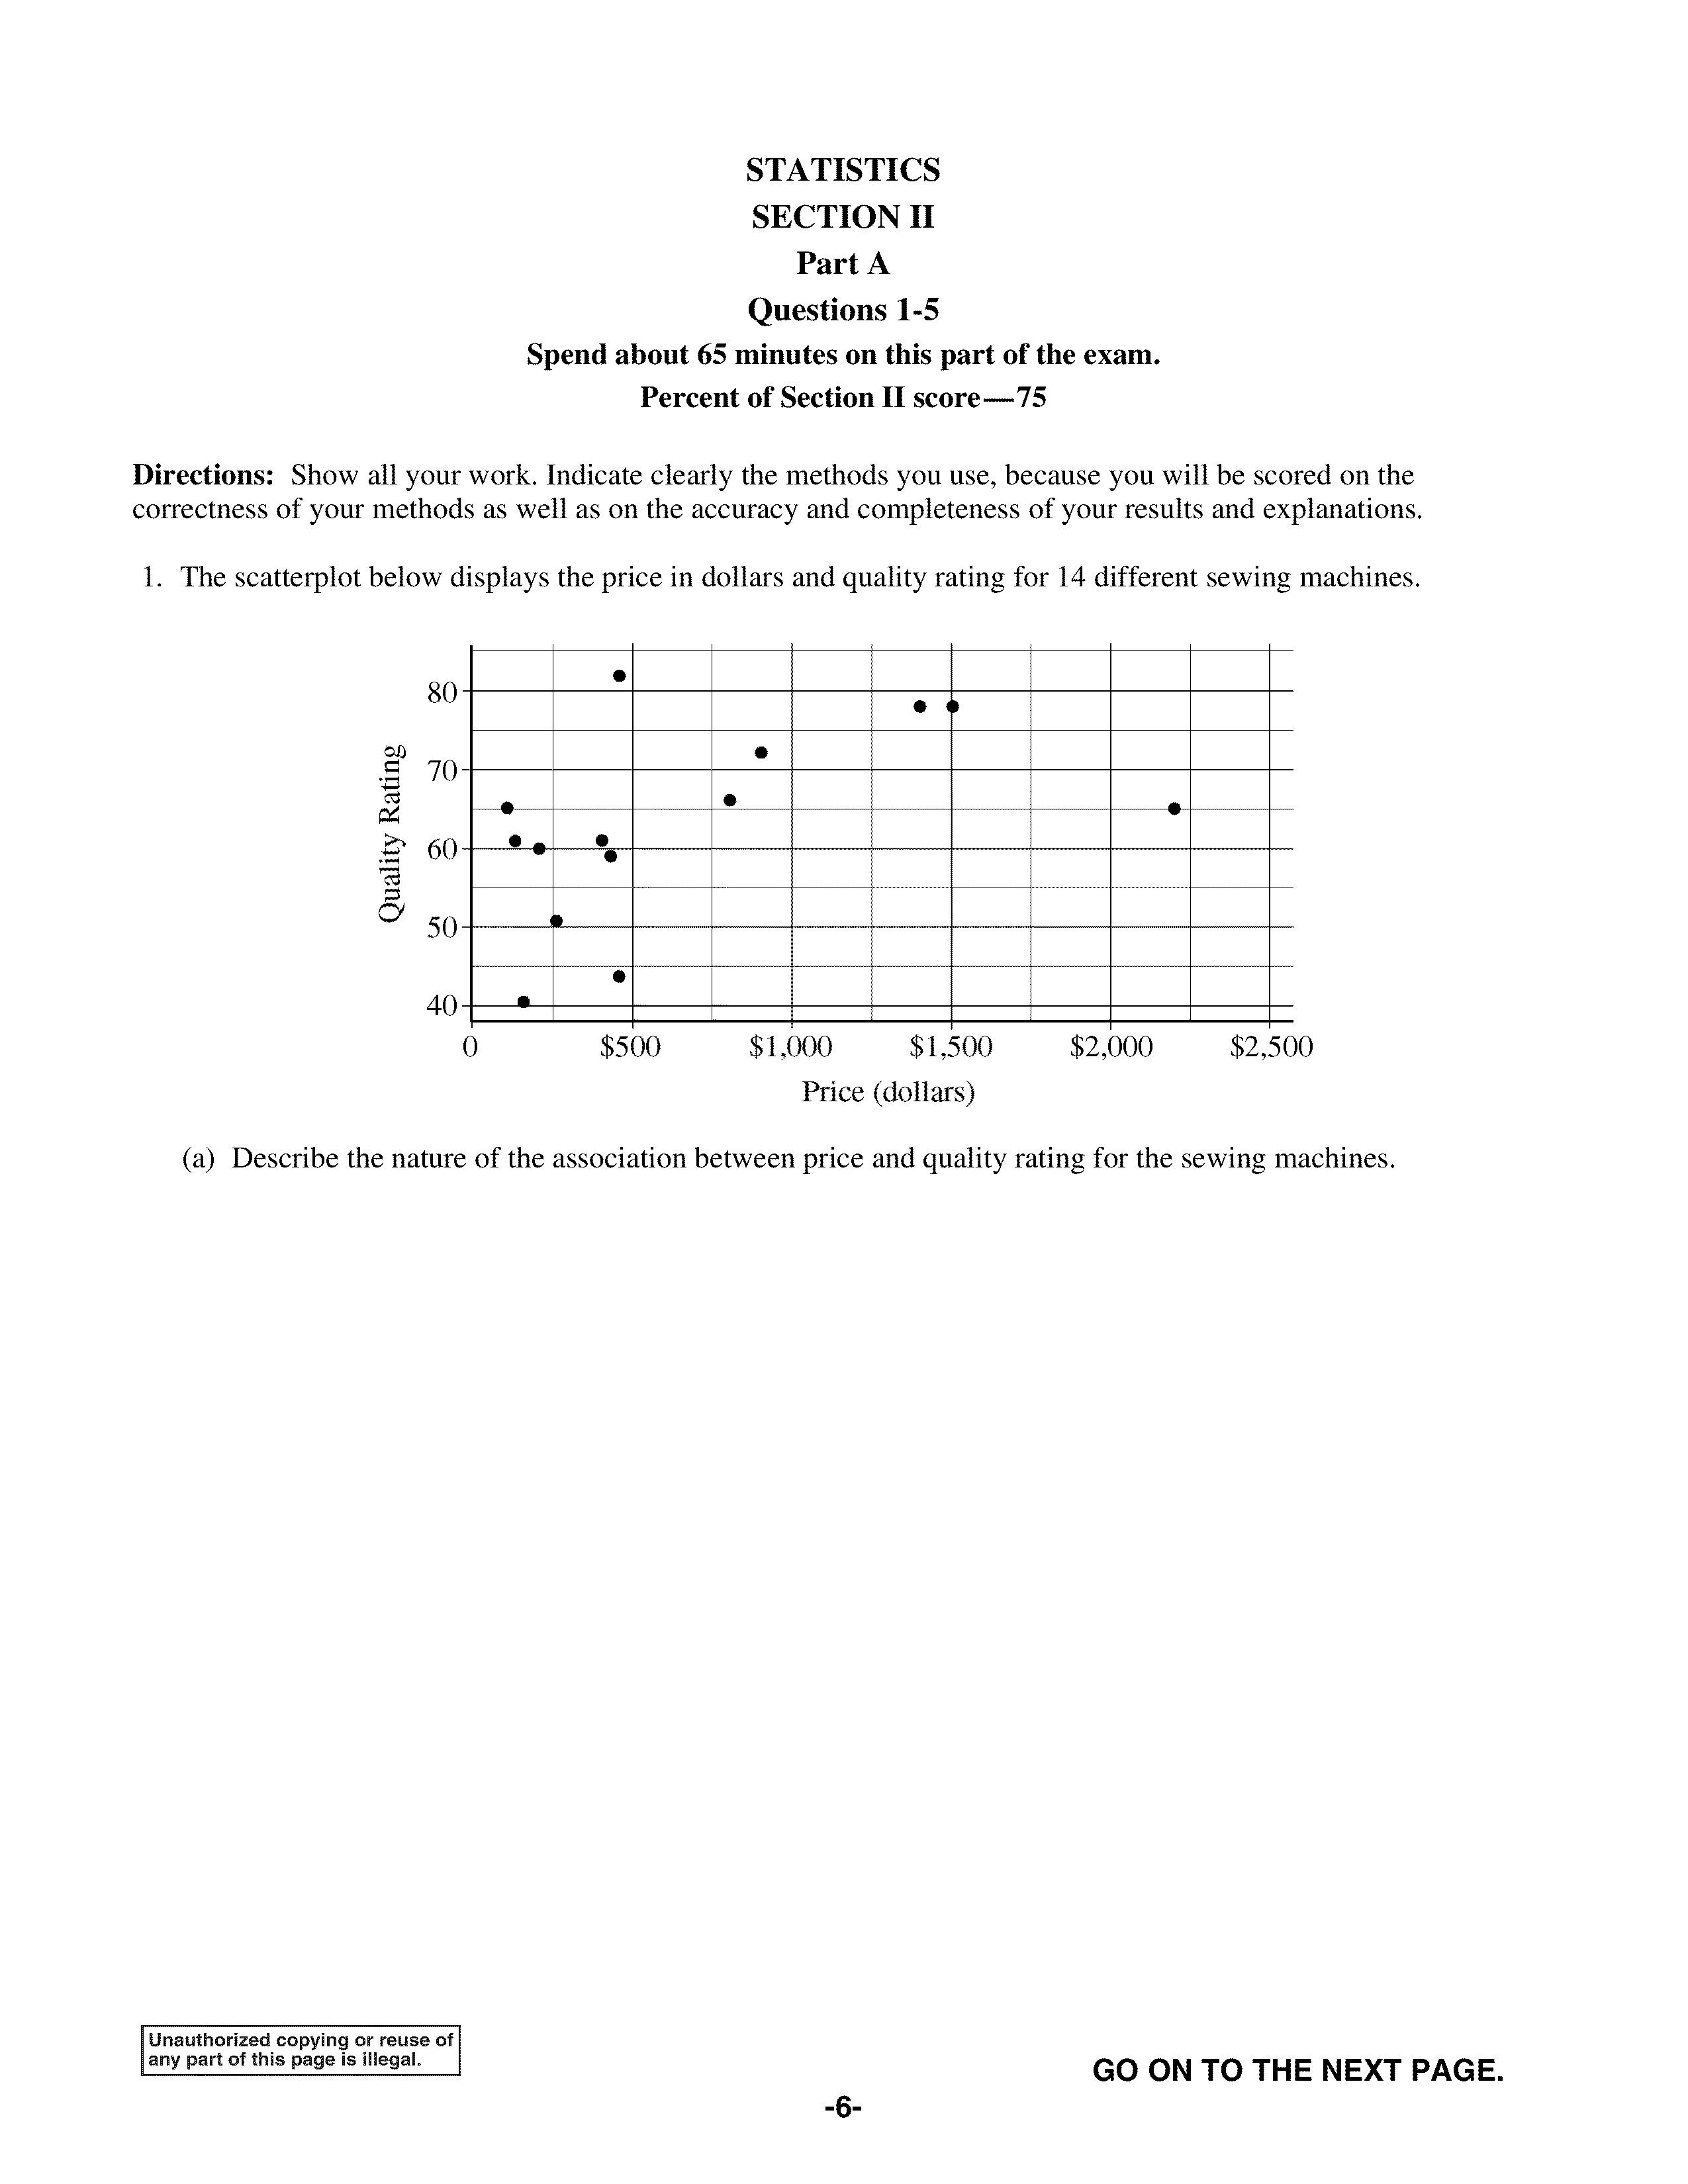 STATISTICS
SECTION II
Part A
Questions 1-5
Spend about 65 minutes on this part of the exam.
Percent of Section II score—75
Directions: Show all your work. Indicate clearly the methods you use, because you will be scored on the
correctness of your methods as well as on the accuracy and completeness of your results and explanations.
1. The scatterplot below displays the price in dollars and quality rating for 14 different sewing machines.
Quality Rating
80
70
60
50
40
0 $500 $1,000 $1,500 $2,000 $2,500
Price (dollars)
(a) Describe the nature of the association between price and quality rating for the sewing machines.
Unauthorized copying or reuse of
any part of this page is illegal.
GO ON TO THE NEXT PAGE.
-6-